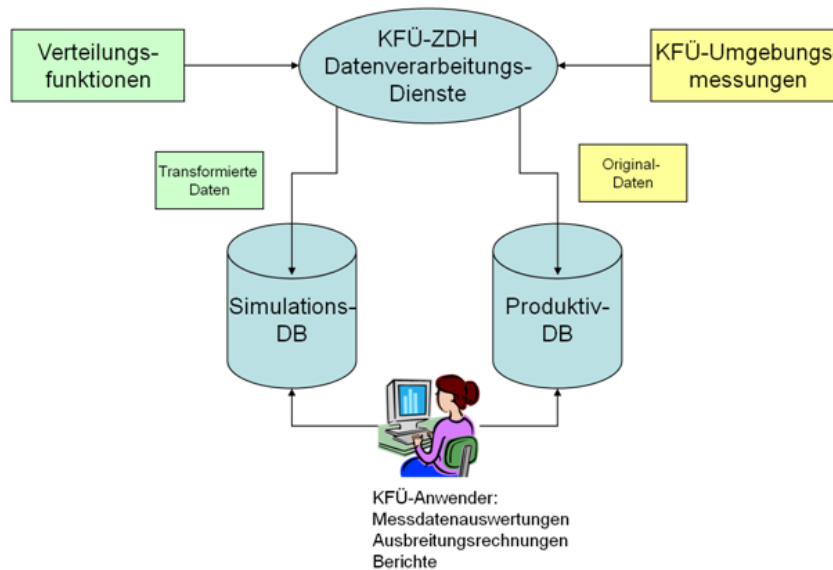 Verteilungs-
funktionen
KFÜ-ZDH
Datenverarbeitungs-
Dienste
KFÜ-Umgebungs
messungen
Transformierte
Daten
Original-
Daten
Simulations-
DB
Produktiv-
DB
KFÜ-Anwender:
Messdatenauswertungen
Ausbreitungsrechnungen
Berichte